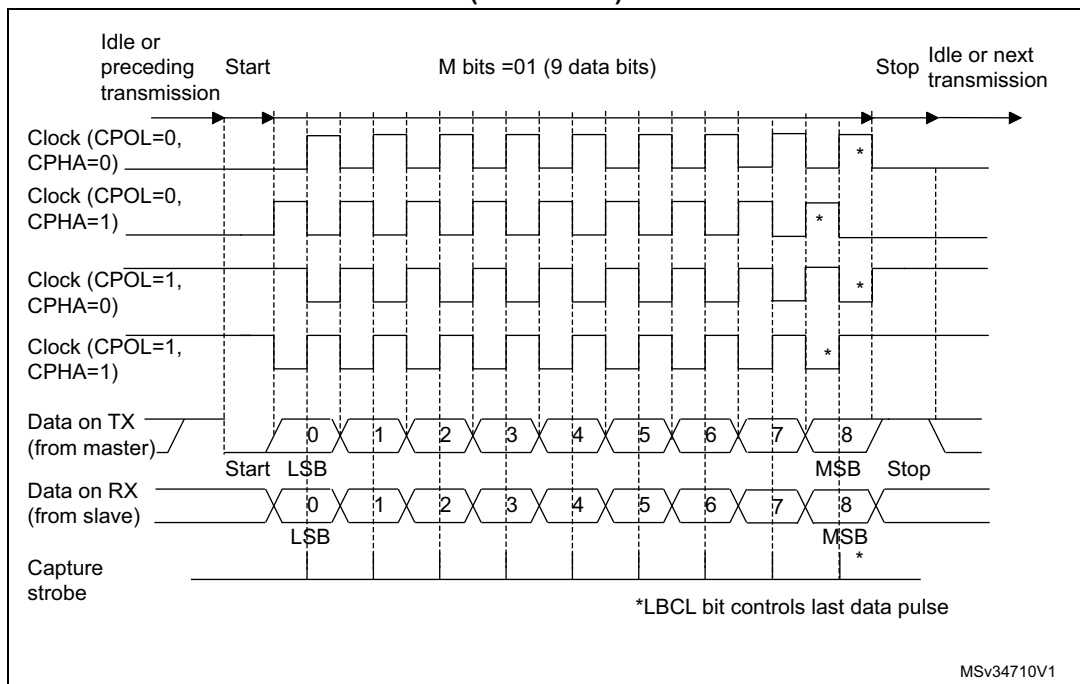 Idle or
preceding
transmission
Start
M bits =01 (9 data bits)
Stop
Idle or next
transmission
Clock (CPOL=0,
CPHA=0)
*
Clock (CPOL=0,
CPHA=1)
*
Clock (CPOL=1,
CPHA=0)
*
Clock (CPOL=1,
CPHA=1)
*
Data on TX
(from master)
0 1 2 3 4 5 6 7 8
Start LSB MSB Stop
Data on RX
(from slave)
0 1 2 3 4 5 6 7 8
LSB MSB
Capture
strobe
*
*LBCL bit controls last data pulse
MSv34710V1